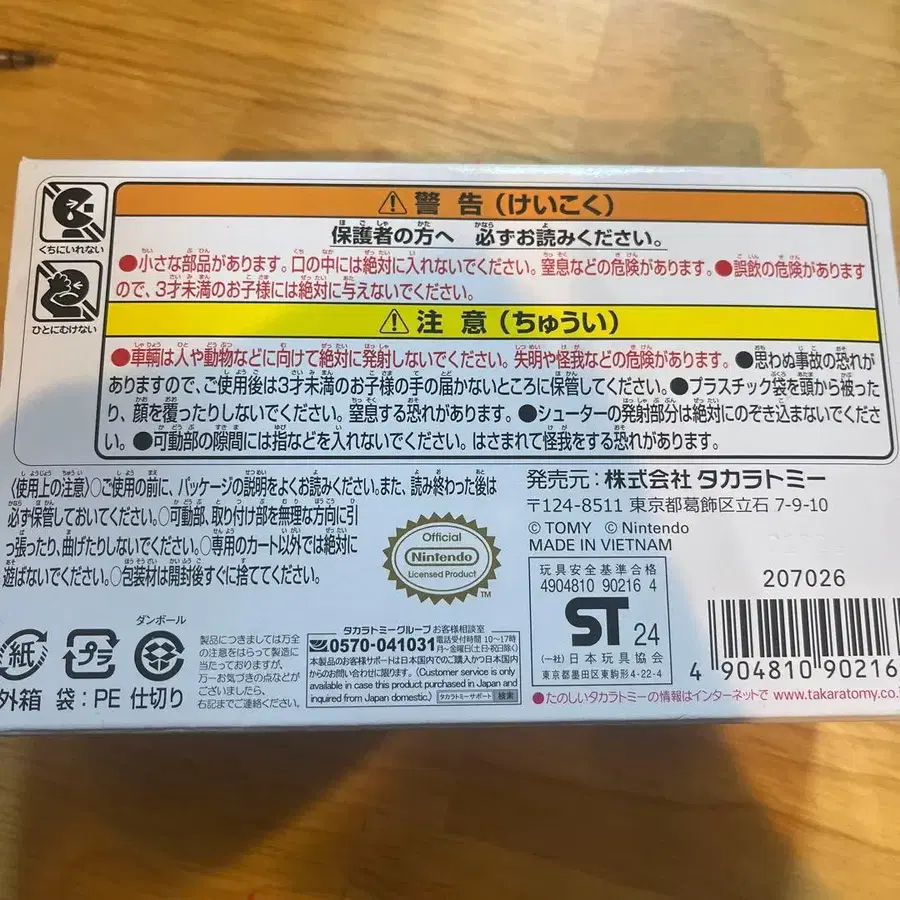 くちにいれない
ひとにむけない
⚠警告(けいこく)
保護者の方へ 必ずお読みください。
●小さな部品があります。口の中には絶対に入れないでください。窒息などの危険があります。●誤飲の危険があります
ので、3才未満のお子様には絶対に与えないでください。
⚠注意(ちゅうい)
●車輌は人や動物などに向けて絶対に発射しないでください。失明や怪我などの危険があります。●思わぬ事故の恐れが
ありますので、ご使用後は3才未満のお子様の手の届かないところに保管してください。●プラスチック袋を頭から被った
り、顔を覆ったりしないでください。窒息する恐れがあります。●シューターの発射部分は絶対にのぞき込まないでくださ
い。●可動部の隙間には指などを入れないでください。はさまれて怪我をする恐れがあります。
〈使用上の注意〉○ご使用の前に、パッケージの説明をよくお読みください。また、読み終わった後は
必ず保管しておいてください。○可動部、取り付け部を無理な方向に引
っ張ったり、曲げたりしないでください。○専用のカート以外では絶対に
遊ばないでください。○包装材は開封後すぐに捨ててください。
発売元:株式会社 タカラトミー
〒124-8511 東京都葛飾区立石 7-9-10
© TOMY © Nintendo
MADE IN VIETNAM
Official
Nintendo
Licensed Product
TM
玩具安全基準合格
4904810 90216 4
ST 24
(一社)日本玩具協会
東京都墨田区東駒形4-22-4
207026
4 904810 90216
紙
外箱
プラ
袋:PE
ダンボール
仕切り
製品につきましては万全
の注意をはらって製造に
当たっておりますが、
万一お気づきの点などが
ございましたら、
右記までご連絡ください。
タカラトミーグループお客様相談室
0570-041031 電話受付時間 10〜17時
月〜金曜日(土・日・祝日除く)
本製品のお客様サポートは日本国内でのご購入かつ日本国内
からのお問い合わせに限ります。(Customer service is only
available in case this product purchased in Japan and
inquired from Japan domestic.) タカラトミーサポート 検索
●たのしいタカラトミーの情報はインターネットで www.takaratomy.co.